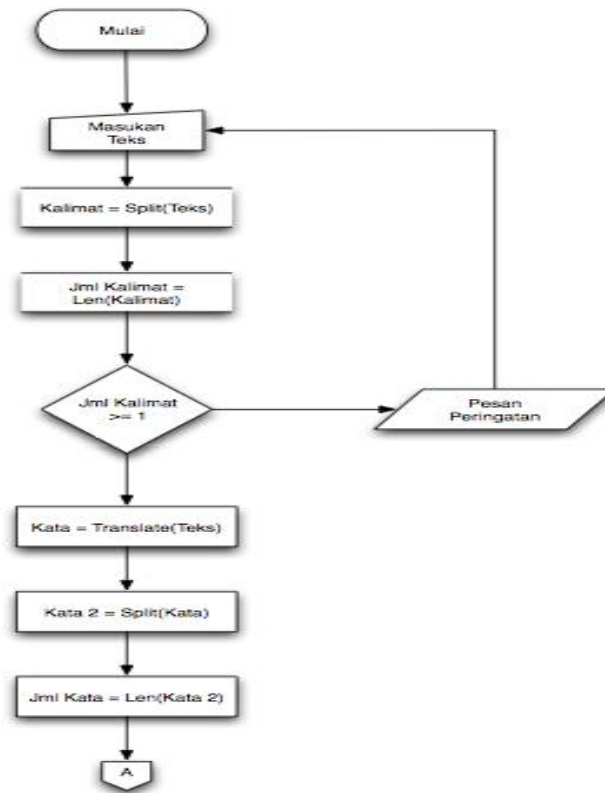 Mulai
Masukan
Teks
Kalimat = Split(Teks)
Jml Kalimat =
Len(Kalimat)
Jml Kalimat
>= 1
Pesan
Peringatan
Kata = Translate(Teks)
Kata 2 = Split(Kata)
Jml Kata = Len(Kata 2)
A